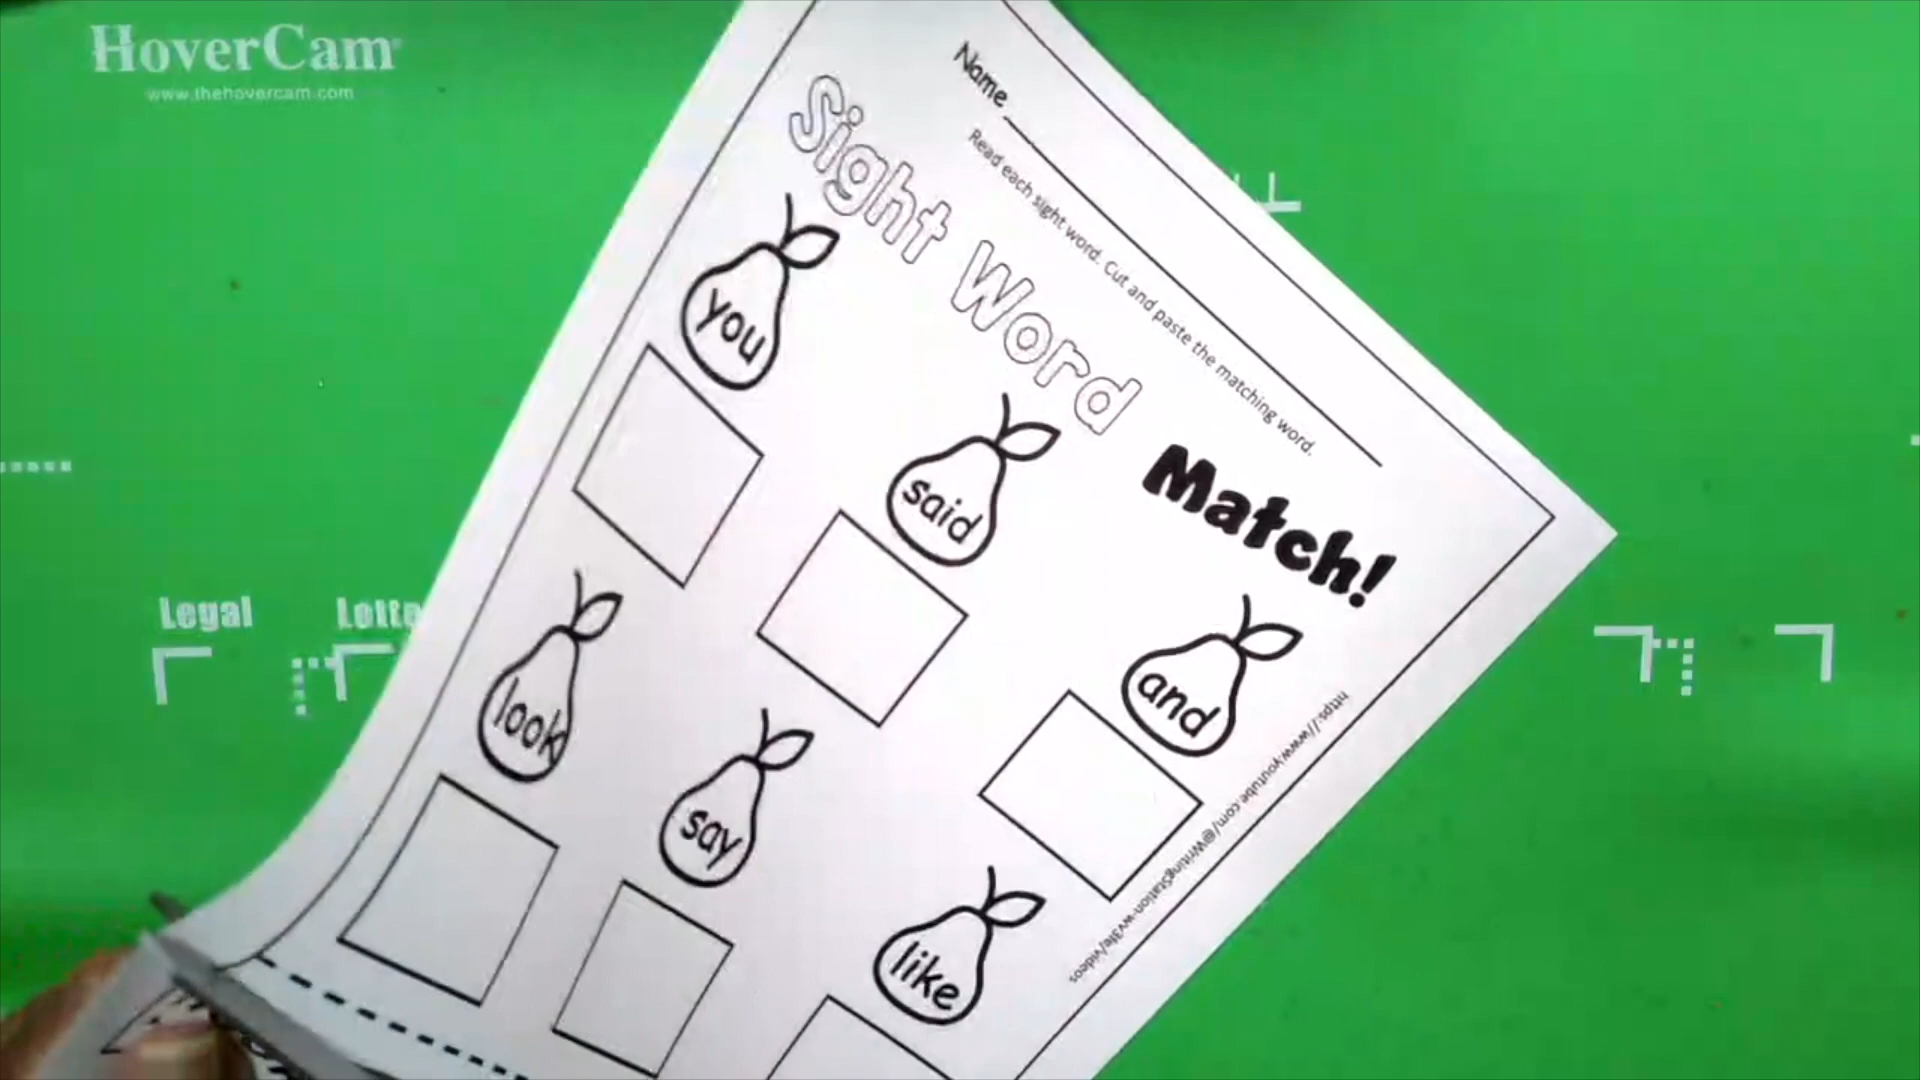 HoverCam
www.thehovercam.com
Name
Read each sight word. Cut and paste the matching word.
Sight Word Match!
you
said
and
look
say
like
https://www.youtube.com/@WritingStation-wv3fe/videos
Legal